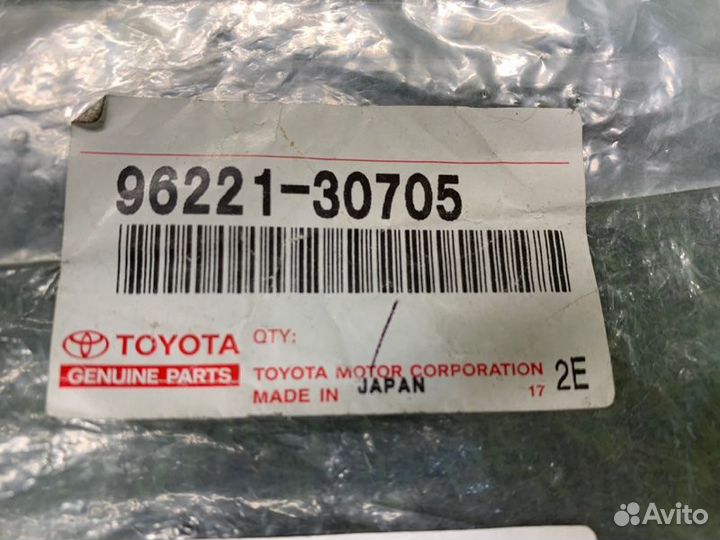 96221-30705
TOYOTA
GENUINE PARTS
QTY: /
TOYOTA MOTOR CORPORATION
MADE IN JAPAN
17 2E
Avito